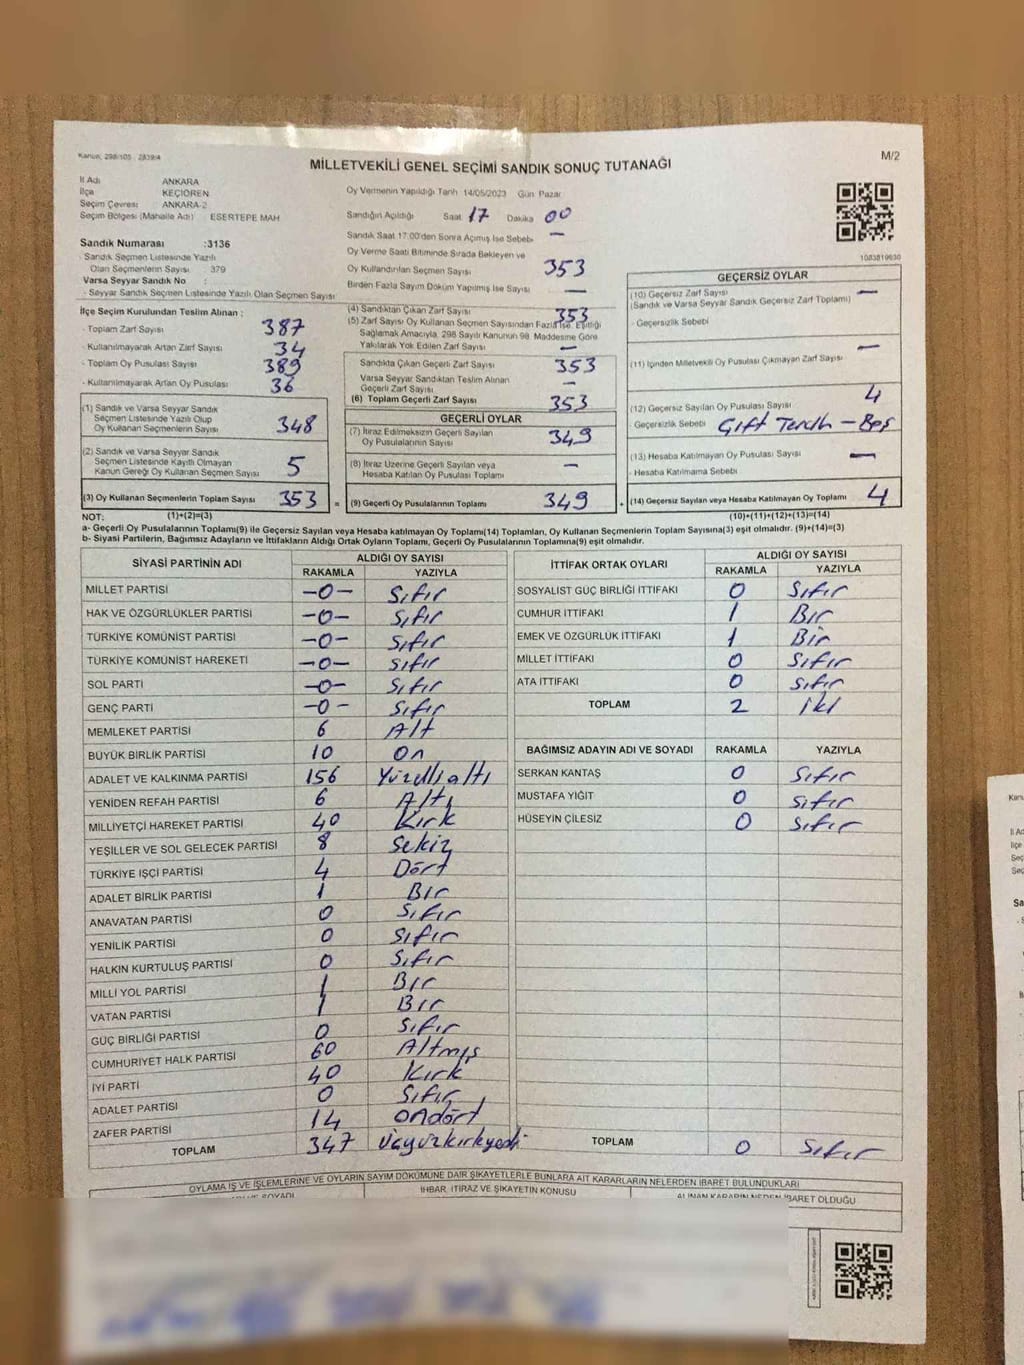 Kanun, 298/105 , 2839/4
M/2
MİLLETVEKİLİ GENEL SEÇİMİ SANDIK SONUÇ TUTANAĞI
İl Adı ANKARA
İlçe KEÇİÖREN
Seçim Çevresi ANKARA-2
Seçim Bölgesi (Mahalle Adı) : ESERTEPE MAH
Sandık Numarası :3136
- Sandık Seçmen Listesinde Yazılı
Olan Seçmenlerin Sayısı : 379
Varsa Seyyar Sandık No :
- Seyyar Sandık Seçmen Listesinde Yazılı Olan Seçmen Sayısı
İlçe Seçim Kurulundan Teslim Alınan :
- Toplam Zarf Sayısı 387
- Kullanılmayarak Artan Zarf Sayısı 34
- Toplam Oy Pusulası Sayısı 389
- Kullanılmayarak Artan Oy Pusulası 36
(1) Sandık ve Varsa Seyyar Sandık
Seçmen Listesinde Yazılı Olup
Oy Kullanan Seçmenlerin Sayısı 348
(2) Sandık ve Varsa Seyyar Sandık
Seçmen Listesinde Kayıtlı Olmayan
Kanun Gereği Oy Kullanan Seçmen Sayısı 5
(3) Oy Kullanan Seçmenlerin Toplam Sayısı 353 =
Oy Vermenin Yapıldığı Tarih 14/05/2023 Gün Pazar
Sandığın Açıldığı Saat 17 Dakika 00
Sandık Saat 17:00'den Sonra Açılmış İse Sebebi —
Oy Verme Saati Bitiminde Sırada Bekleyen ve
Oy Kullandırılan Seçmen Sayısı 353
Birden Fazla Sayım Döküm Yapılmış İse Sayısı —
(4) Sandıktan Çıkan Zarf Sayısı 353
(5) Zarf Sayısı Oy Kullanan Seçmen Sayısından Fazla İse, Eşitliği
Sağlamak Amacıyla, 298 Sayılı Kanunun 98. Maddesine Göre
Yakılarak Yok Edilen Zarf Sayısı —
Sandıkta Çıkan Geçerli Zarf Sayısı 353
Varsa Seyyar Sandıktan Teslim Alınan
Geçerli Zarf Sayısı —
(6) Toplam Geçerli Zarf Sayısı 353
GEÇERLİ OYLAR
(7) İtiraz Edilmeksizin Geçerli Sayılan
Oy Pusulalarının Sayısı 349
(8) İtiraz Üzerine Geçerli Sayılan veya
Hesaba Katılan Oy Pusulası Toplamı —
(9) Geçerli Oy Pusulalarının Toplamı 349 +
1083819630
GEÇERSİZ OYLAR
(10) Geçersiz Zarf Sayısı —
(Sandık ve Varsa Seyyar Sandık Geçersiz Zarf Toplamı)
- Geçersizlik Sebebi
(11) İçinden Milletvekili Oy Pusulası Çıkmayan Zarf Sayısı —
(12) Geçersiz Sayılan Oy Pusulası Sayısı 4
- Geçersizlik Sebebi Çift Tercih – Boş
(13) Hesaba Katılmayan Oy Pusulası Sayısı —
- Hesaba Katılmama Sebebi
(14) Geçersiz Sayılan veya Hesaba Katılmayan Oy Toplamı 4
NOT: (1)+(2)=(3) (10)+(11)+(12)+(13)=(14)
a- Geçerli Oy Pusulalarının Toplamı(9) ile Geçersiz Sayılan veya Hesaba katılmayan Oy Toplamı(14) Toplamları, Oy Kullanan Seçmenlerin Toplam Sayısına(3) eşit olmalıdır. (9)+(14)=(3)
b- Siyasi Partilerin, Bağımsız Adayların ve İttifakların Aldığı Ortak Oyların Toplamı, Geçerli Oy Pusulalarının Toplamına(9) eşit olmalıdır.
SİYASİ PARTİNİN ADI ALDIĞI OY SAYISI
RAKAMLA YAZIYLA
MİLLET PARTİSİ —0— Sıfır
HAK VE ÖZGÜRLÜKLER PARTİSİ —0— Sıfır
TÜRKİYE KOMÜNİST PARTİSİ —0— Sıfır
TÜRKİYE KOMÜNİST HAREKETİ —0— Sıfır
SOL PARTİ —0— Sıfır
GENÇ PARTİ —0— Sıfır
MEMLEKET PARTİSİ 6 Alt
BÜYÜK BİRLİK PARTİSİ 10 On
ADALET VE KALKINMA PARTİSİ 156 Yüzellialtı
YENİDEN REFAH PARTİSİ 6 Altı
MİLLİYETÇİ HAREKET PARTİSİ 40 Kırk
YEŞİLLER VE SOL GELECEK PARTİSİ 8 Sekiz
TÜRKİYE İŞÇİ PARTİSİ 4 Dört
ADALET BİRLİK PARTİSİ 1 Bir
ANAVATAN PARTİSİ 0 Sıfır
YENİLİK PARTİSİ 0 Sıfır
HALKIN KURTULUŞ PARTİSİ 0 Sıfır
MİLLİ YOL PARTİSİ 1 Bir
VATAN PARTİSİ 1 Bir
GÜÇ BİRLİĞİ PARTİSİ 0 Sıfır
CUMHURİYET HALK PARTİSİ 60 Altmış
İYİ PARTİ 40 Kırk
ADALET PARTİSİ 0 Sıfır
ZAFER PARTİSİ 14 Ondört
TOPLAM 347 Üçyüzkırkyedi
İTTİFAK ORTAK OYLARI ALDIĞI OY SAYISI
RAKAMLA YAZIYLA
SOSYALİST GÜÇ BİRLİĞİ İTTİFAKI 0 Sıfır
CUMHUR İTTİFAKI 1 Bir
EMEK VE ÖZGÜRLÜK İTTİFAKI 1 Bir
MİLLET İTTİFAKI 0 Sıfır
ATA İTTİFAKI 0 Sıfır
TOPLAM 2 İki
BAĞIMSIZ ADAYIN ADI VE SOYADI RAKAMLA YAZIYLA
SERKAN KANTAŞ 0 Sıfır
MUSTAFA YİĞİT 0 Sıfır
HÜSEYİN ÇİLESİZ 0 Sıfır
TOPLAM 0 Sıfır
OYLAMA İŞ VE İŞLEMLERİNE VE OYLARIN SAYIM DÖKÜMÜNE DAİR ŞİKAYETLERLE BUNLARA AİT KARARLARIN NELERDEN İBARET BULUNDUKLARI
SOYADI İHBAR, İTİRAZ VE ŞİKAYETİN KONUSU ALINAN KARARIN NEDEN İBARET OLDUĞU